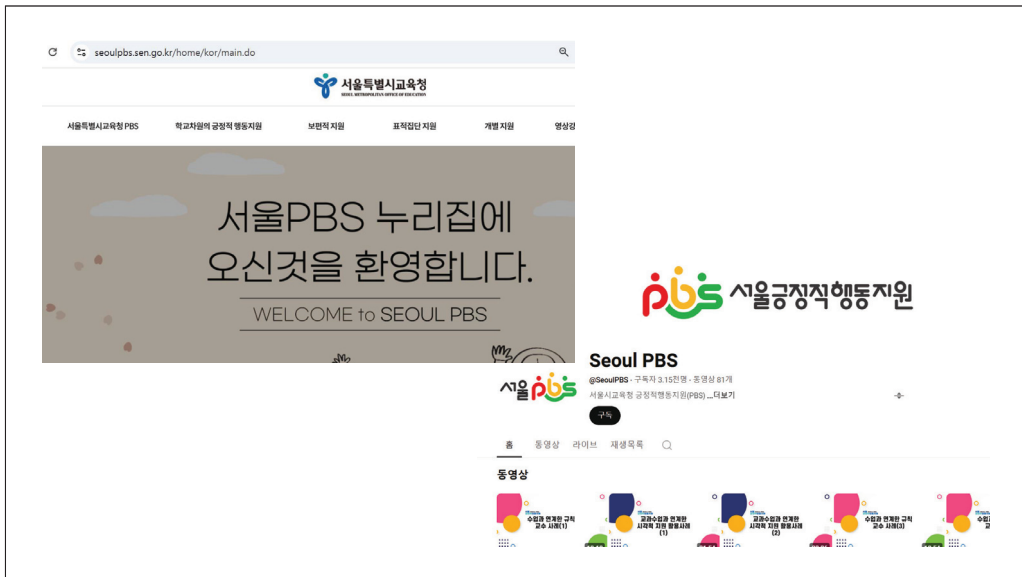 seoulpbs.sen.go.kr/home/kor/main.do
서울특별시교육청
SEOUL METROPOLITAN OFFICE OF EDUCATION
서울특별시교육청 PBS 학교차원의 긍정적 행동지원 보편적 지원 표적집단 지원 개별 지원 영상강
서울PBS 누리집에
오신것을 환영합니다.
WELCOME to SEOUL PBS
pbs 서울긍정적행동지원
Seoul PBS
@SeoulPBS · 구독자 3.15천명 · 동영상 81개
서울 pbs
서울시교육청 긍정적행동지원(PBS) ...더보기
구독
홈 동영상 라이브 재생목록
동영상
수업과 연계한 규칙
교수 사례(1)
교과수업과 연계한
시각적 지원 활용사례
(1)
교과수업과 연계한
시각적 지원 활용사례
(2)
수업과 연계한 규칙
교수 사례(3)